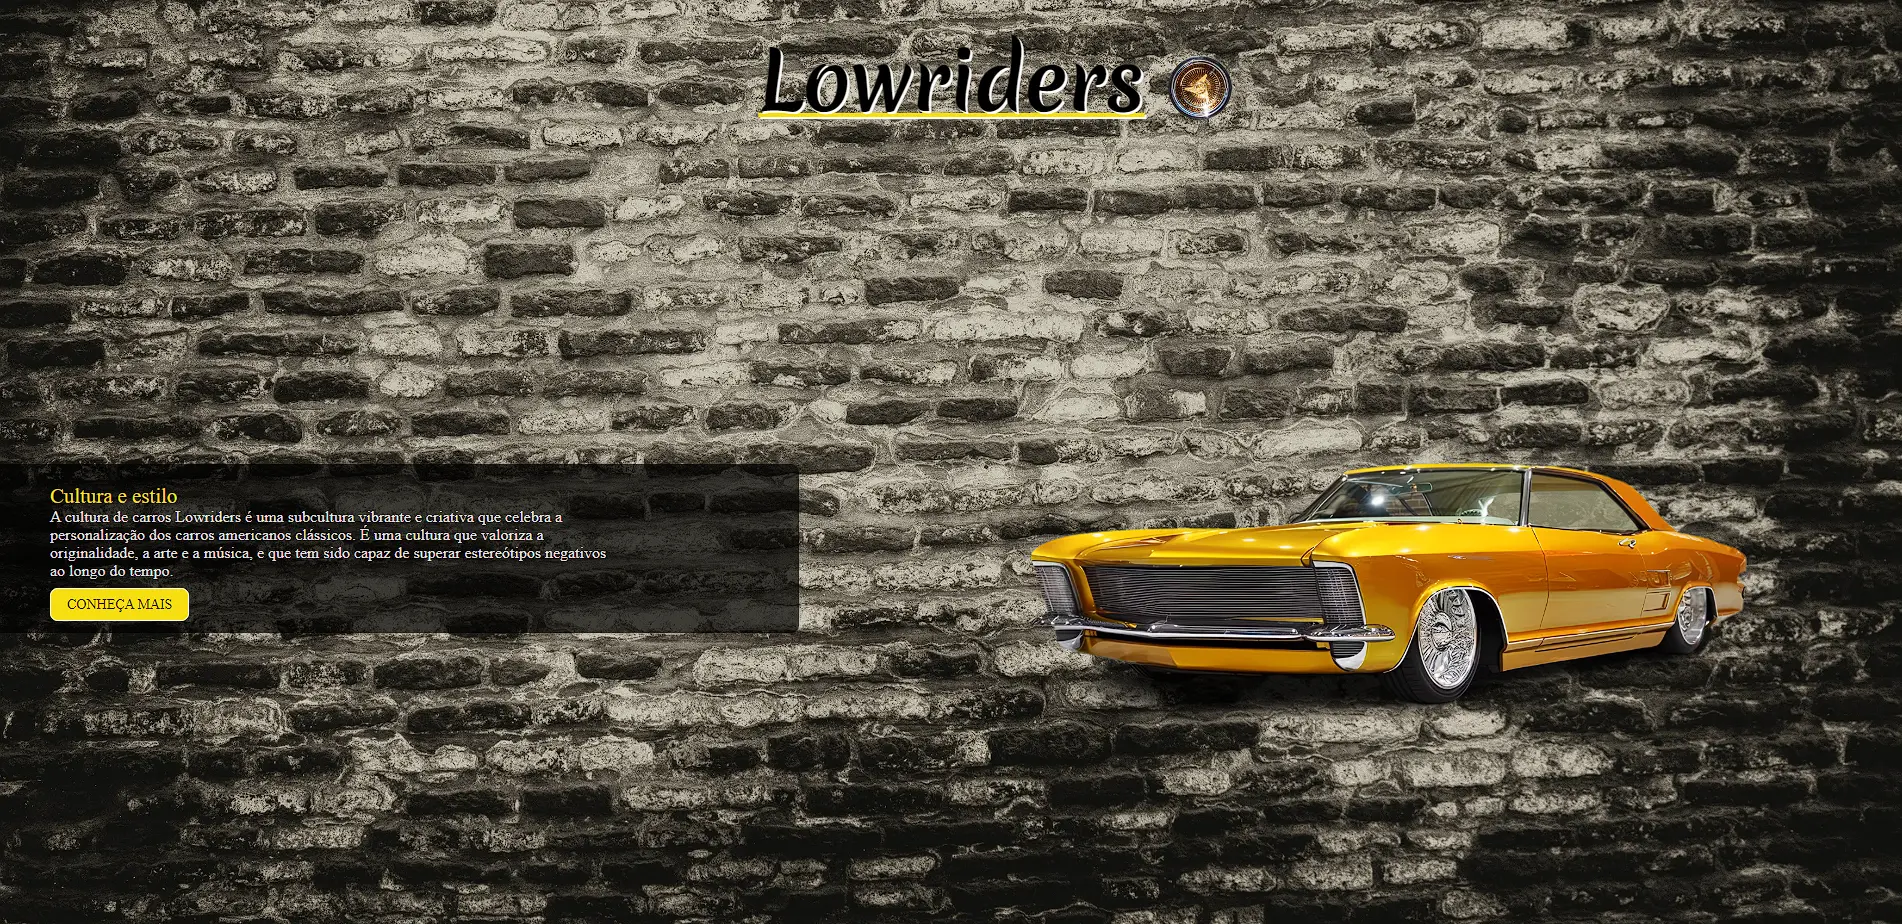 Lowriders
Cultura e estilo
A cultura de carros Lowriders é uma subcultura vibrante e criativa que celebra a
personalização dos carros americanos clássicos. É uma cultura que valoriza a
originalidade, a arte e a música, e que tem sido capaz de superar estereótipos negativos
ao longo do tempo.
CONHEÇA MAIS